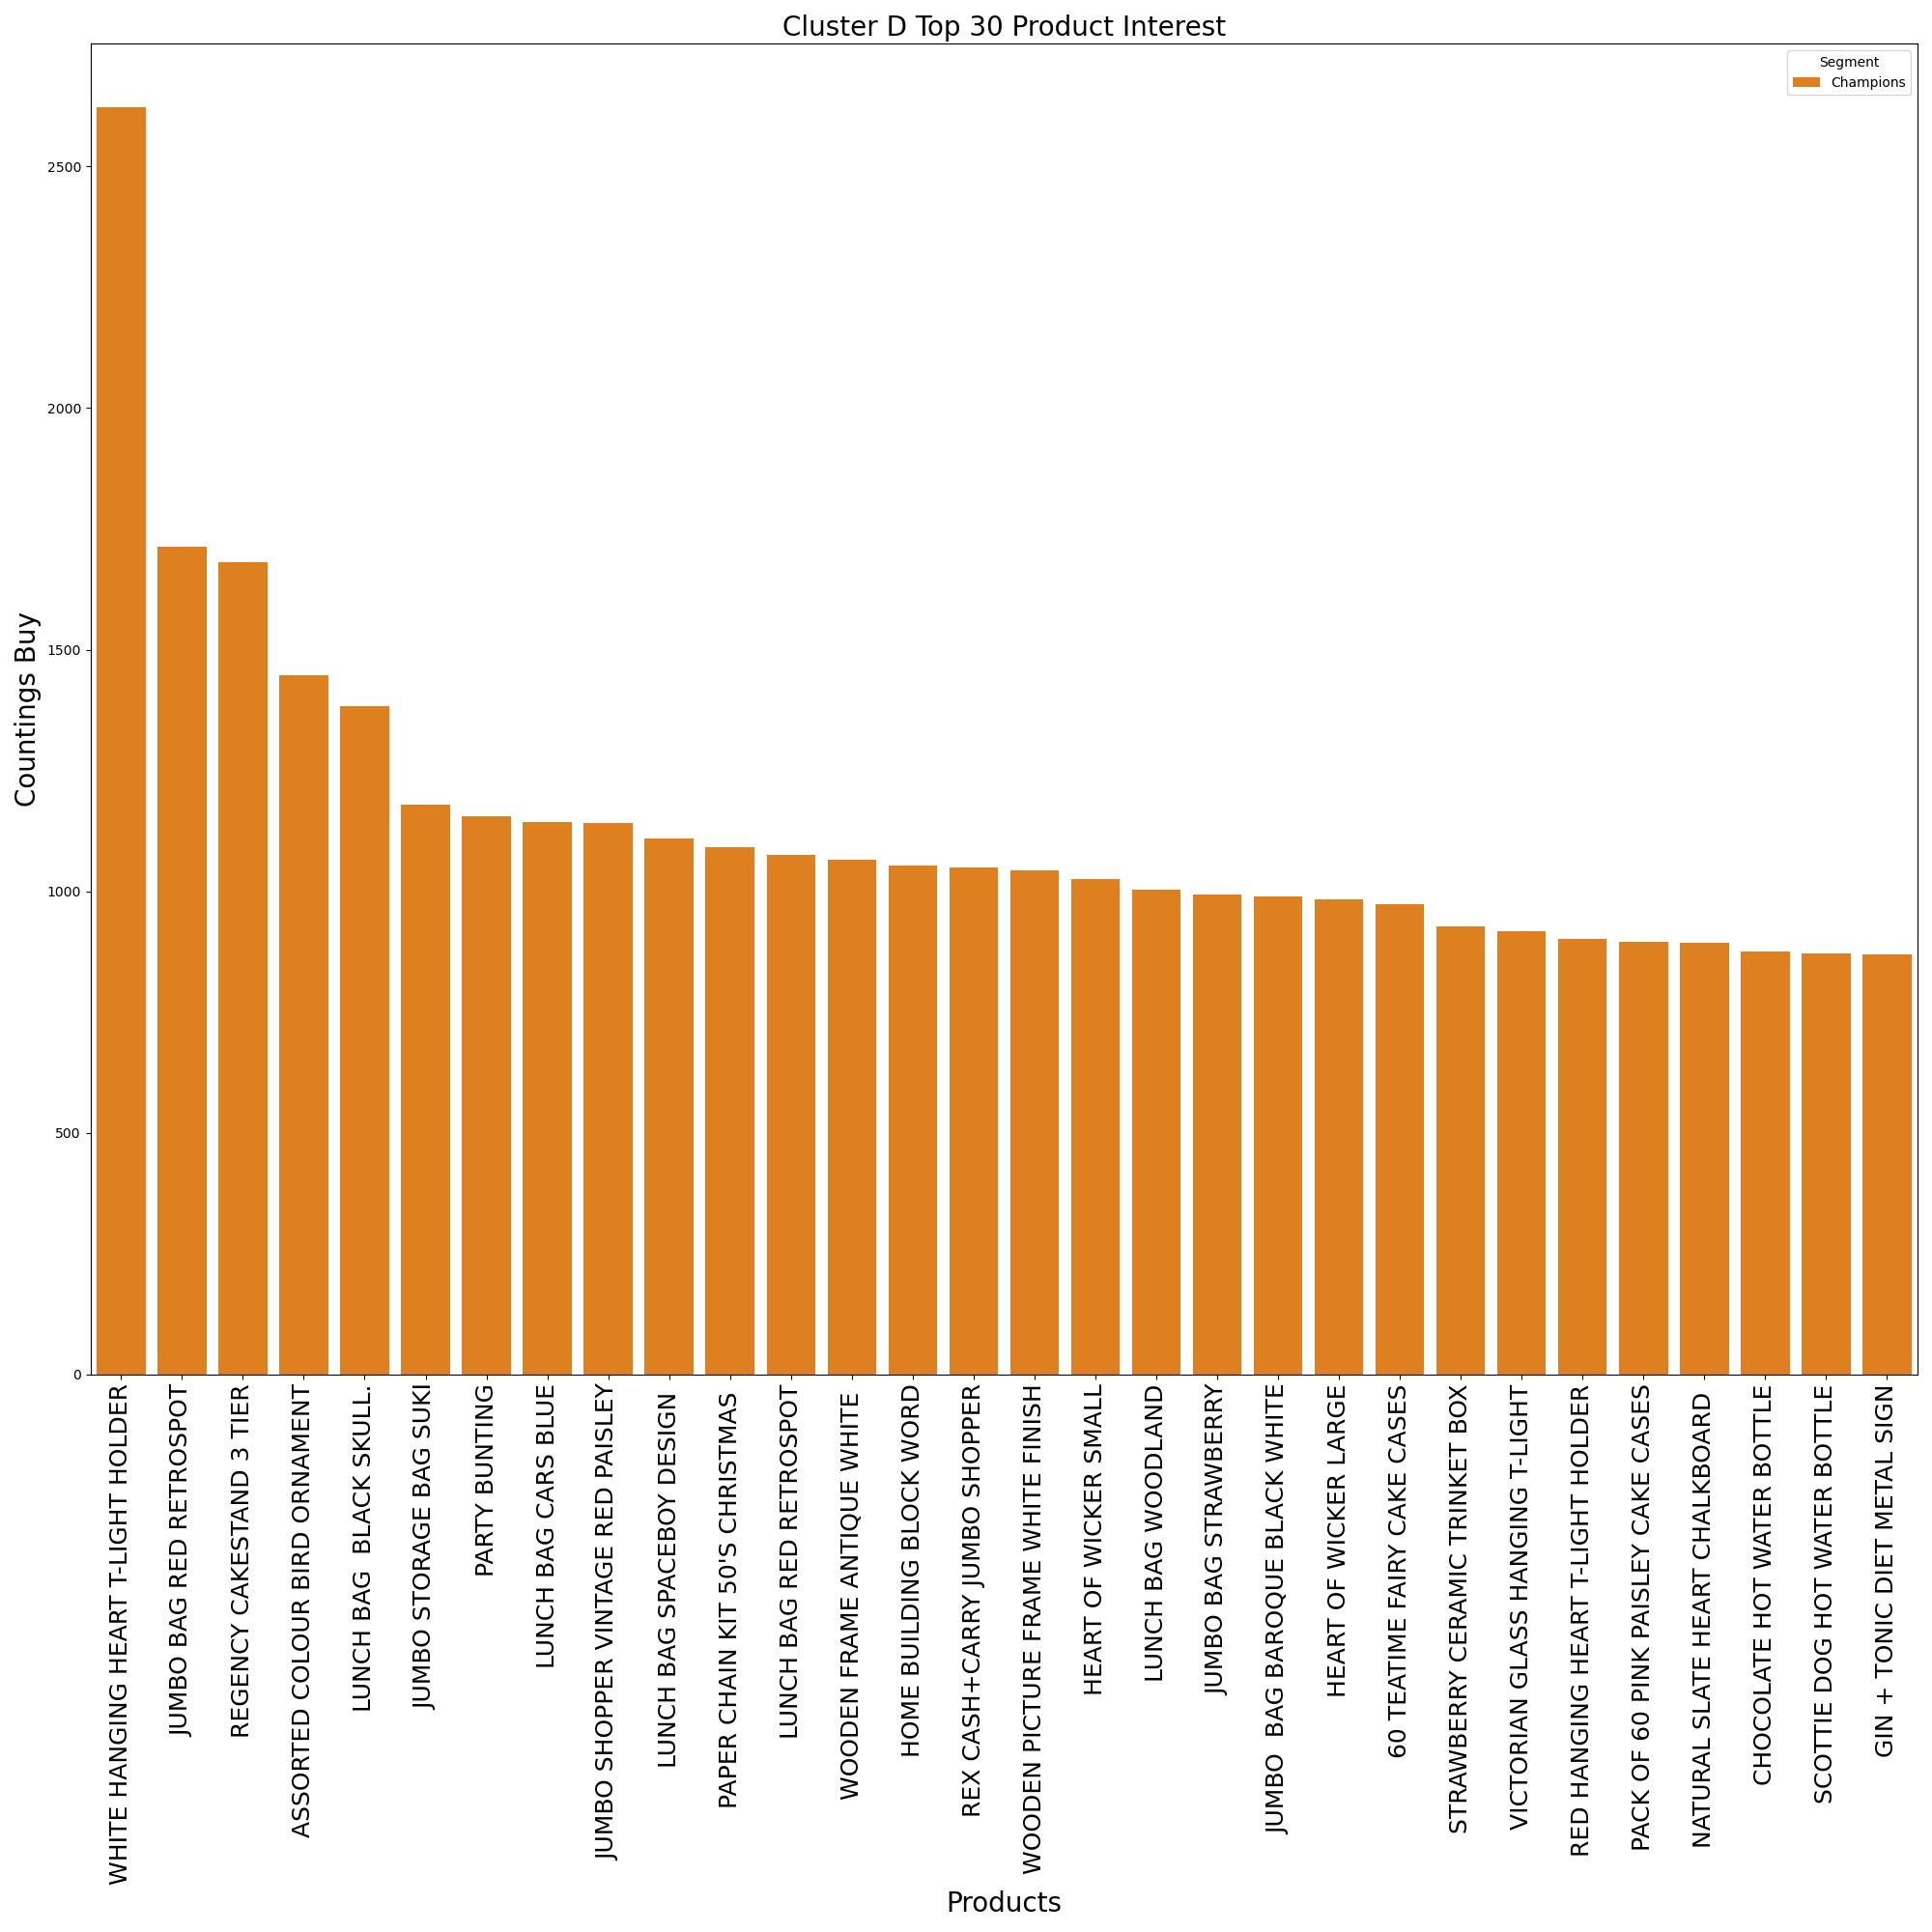 Cluster D Top 30 Product Interest
Segment
Champions
Countings Buy
2500
2000
1500
1000
500
0
WHITE HANGING HEART T-LIGHT HOLDER
JUMBO BAG RED RETROSPOT
REGENCY CAKESTAND 3 TIER
ASSORTED COLOUR BIRD ORNAMENT
LUNCH BAG  BLACK SKULL.
JUMBO STORAGE BAG SUKI
PARTY BUNTING
LUNCH BAG CARS BLUE
JUMBO SHOPPER VINTAGE RED PAISLEY
LUNCH BAG SPACEBOY DESIGN
PAPER CHAIN KIT 50'S CHRISTMAS
LUNCH BAG RED RETROSPOT
WOODEN FRAME ANTIQUE WHITE
HOME BUILDING BLOCK WORD
REX CASH+CARRY JUMBO SHOPPER
WOODEN PICTURE FRAME WHITE FINISH
HEART OF WICKER SMALL
LUNCH BAG WOODLAND
JUMBO BAG STRAWBERRY
JUMBO  BAG BAROQUE BLACK WHITE
HEART OF WICKER LARGE
60 TEATIME FAIRY CAKE CASES
STRAWBERRY CERAMIC TRINKET BOX
VICTORIAN GLASS HANGING T-LIGHT
RED HANGING HEART T-LIGHT HOLDER
PACK OF 60 PINK PAISLEY CAKE CASES
NATURAL SLATE HEART CHALKBOARD
CHOCOLATE HOT WATER BOTTLE
SCOTTIE DOG HOT WATER BOTTLE
GIN + TONIC DIET METAL SIGN
Products